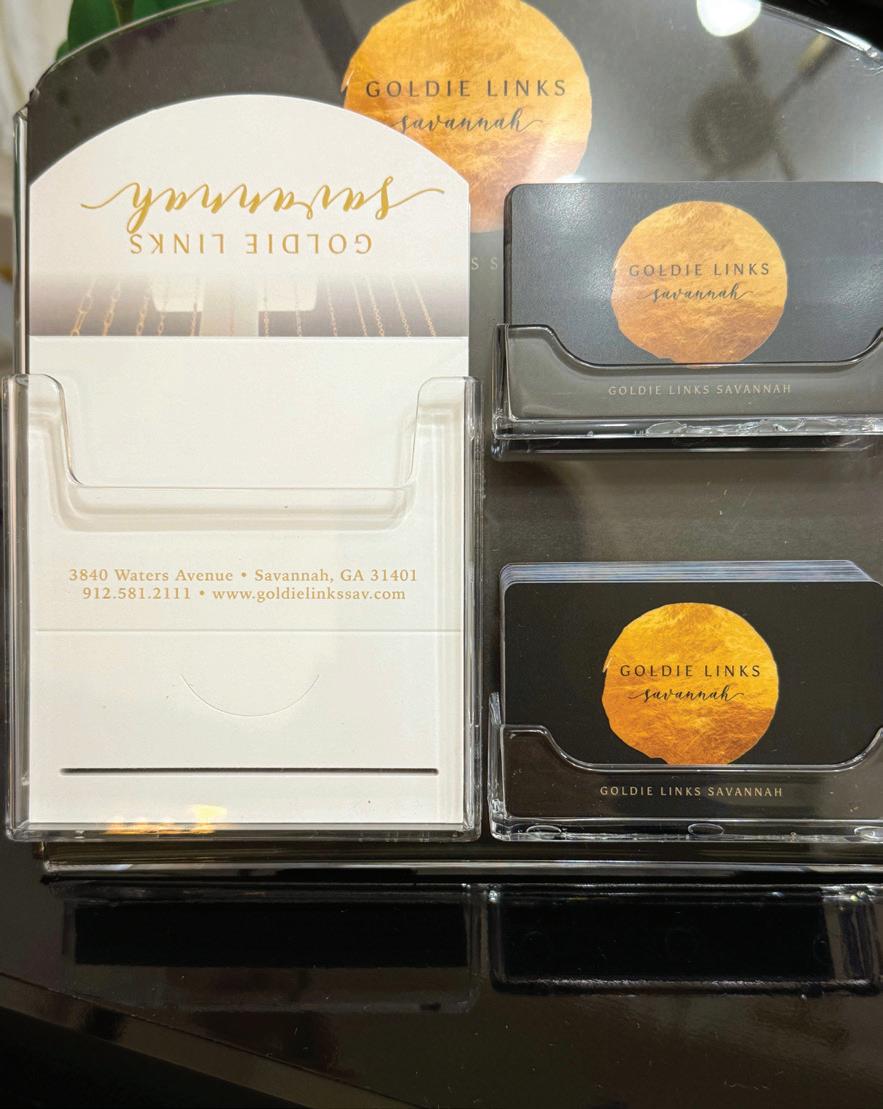 GOLDIE LINKS
savannah
savannah
GOLDIE LINKS
3840 Waters Avenue • Savannah, GA 31401
912.581.2111 • www.goldielinkssav.com
S S
GOLDIE LINKS
savannah
GOLDIE LINKS SAVANNAH
GOLDIE LINKS
savannah
GOLDIE LINKS SAVANNAH